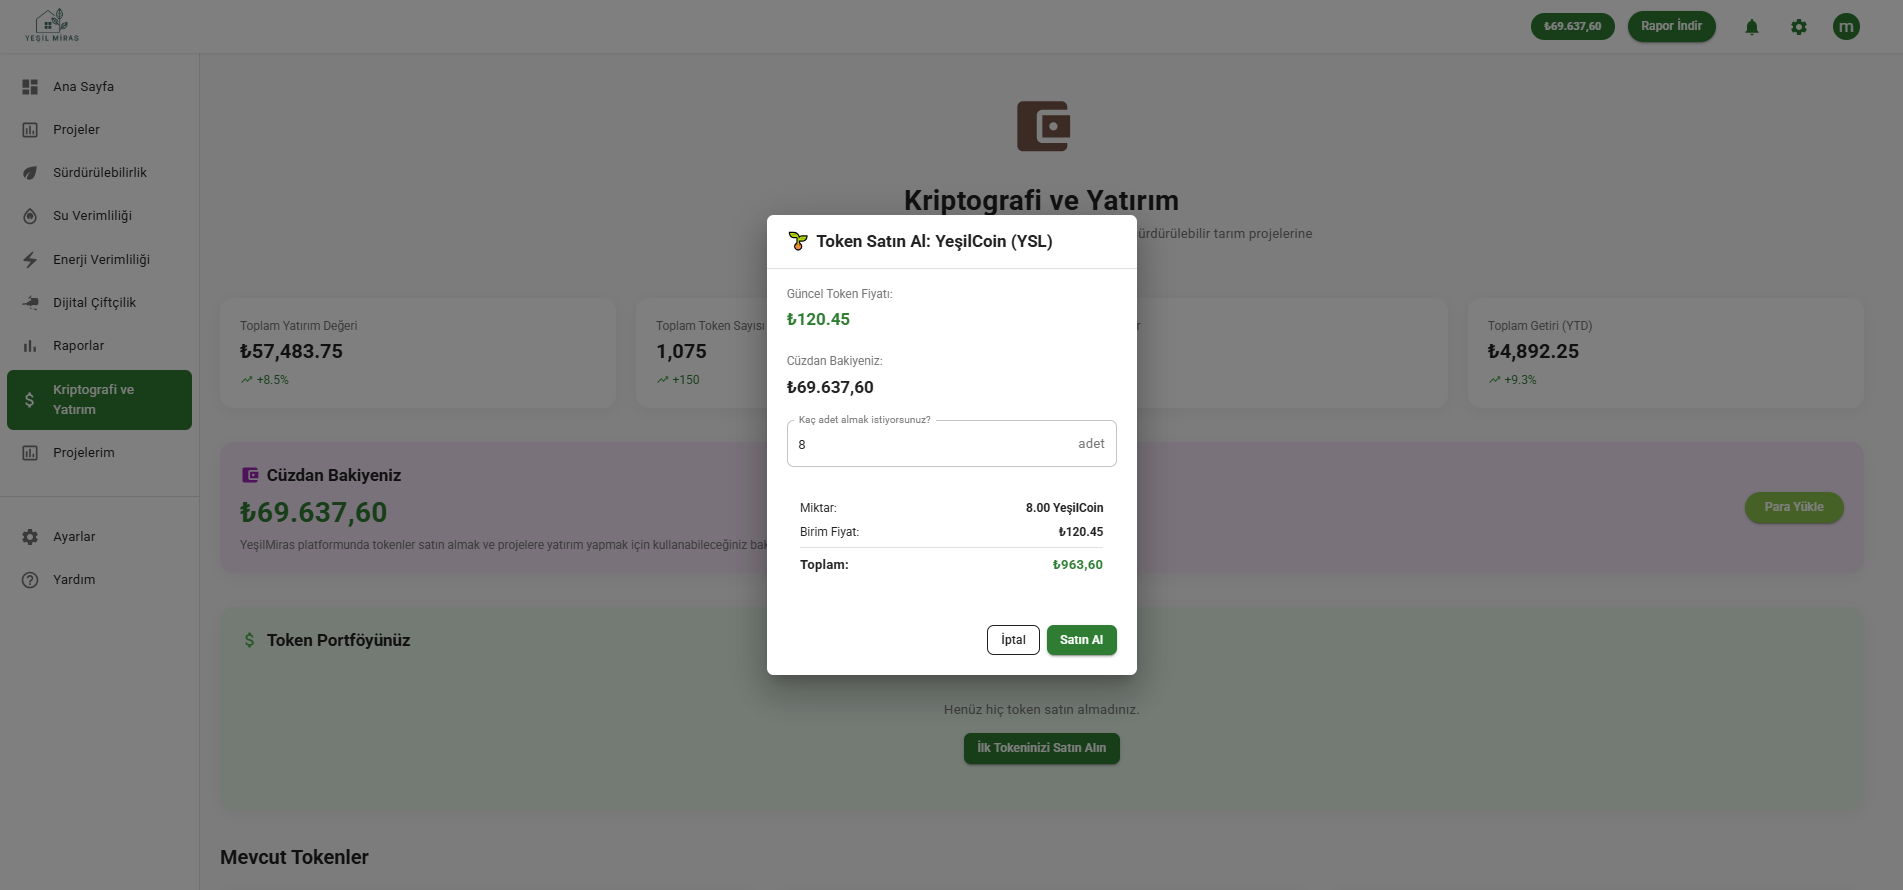 YEŞİL MİRAS
₺69.637,60
Rapor İndir
m
Ana Sayfa
Projeler
Sürdürülebilirlik
Su Verimliliği
Enerji Verimliliği
Dijital Çiftçilik
Raporlar
Kriptografi ve
Yatırım
Projelerim
Ayarlar
Yardım
Kriptografi ve Yatırım
sürdürülebilir tarım projelerine
Toplam Yatırım Değeri
₺57,483.75
+8.5%
Toplam Token Sayısı
1,075
+150
Toplam Getiri (YTD)
₺4,892.25
+9.3%
Cüzdan Bakiyeniz
₺69.637,60
YeşilMiras platformunda tokenler satın almak ve projelere yatırım yapmak için kullanabileceğiniz
Para Yükle
Token Portföyünüz
Henüz hiç token satın almadınız.
İlk Tokeninizi Satın Alın
Mevcut Tokenler
Token Satın Al: YeşilCoin (YSL)
Güncel Token Fiyatı:
₺120.45
Cüzdan Bakiyeniz:
₺69.637,60
Kaç adet almak istiyorsunuz?
8 adet
Miktar: 8.00 YeşilCoin
Birim Fiyat: ₺120.45
Toplam: ₺963,60
İptal
Satın Al